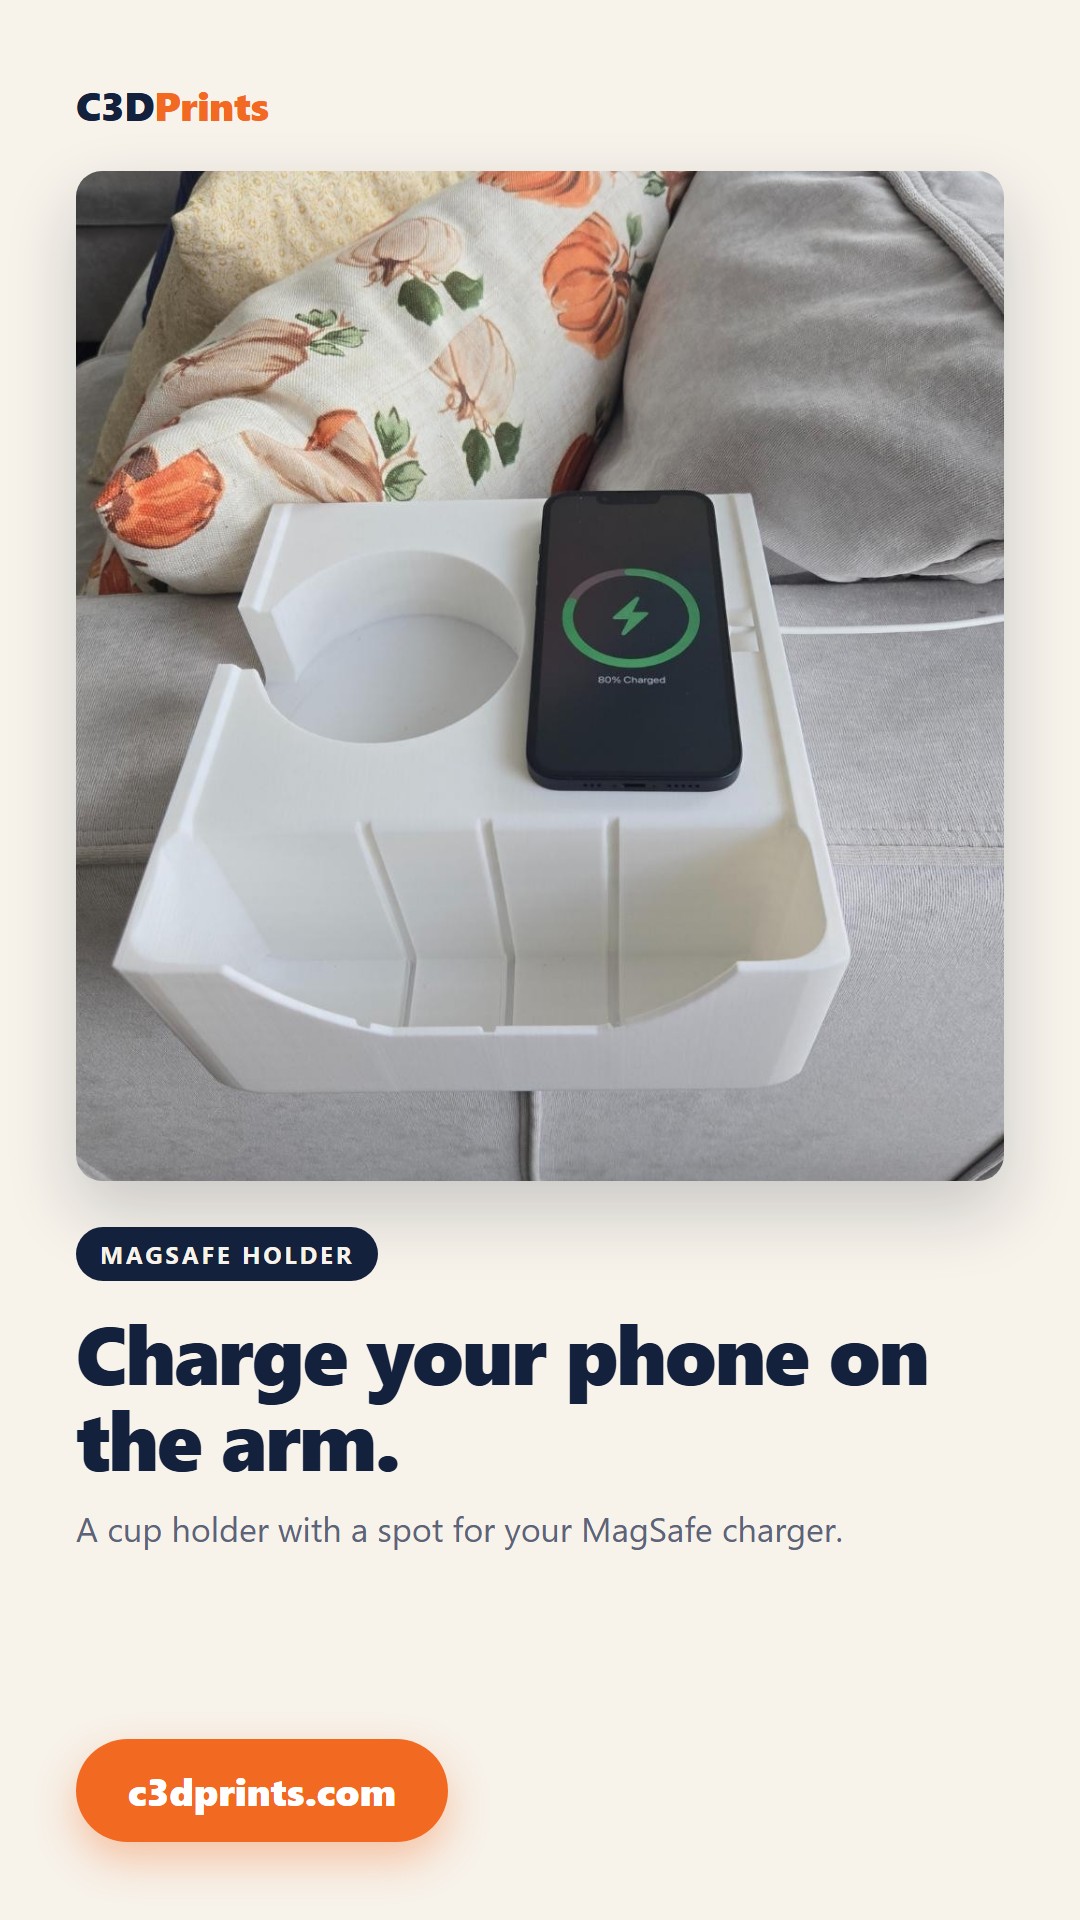 C3DPrints
80% Charged
MAGSAFE HOLDER
Charge your phone on
the arm.
A cup holder with a spot for your MagSafe charger.
c3dprints.com